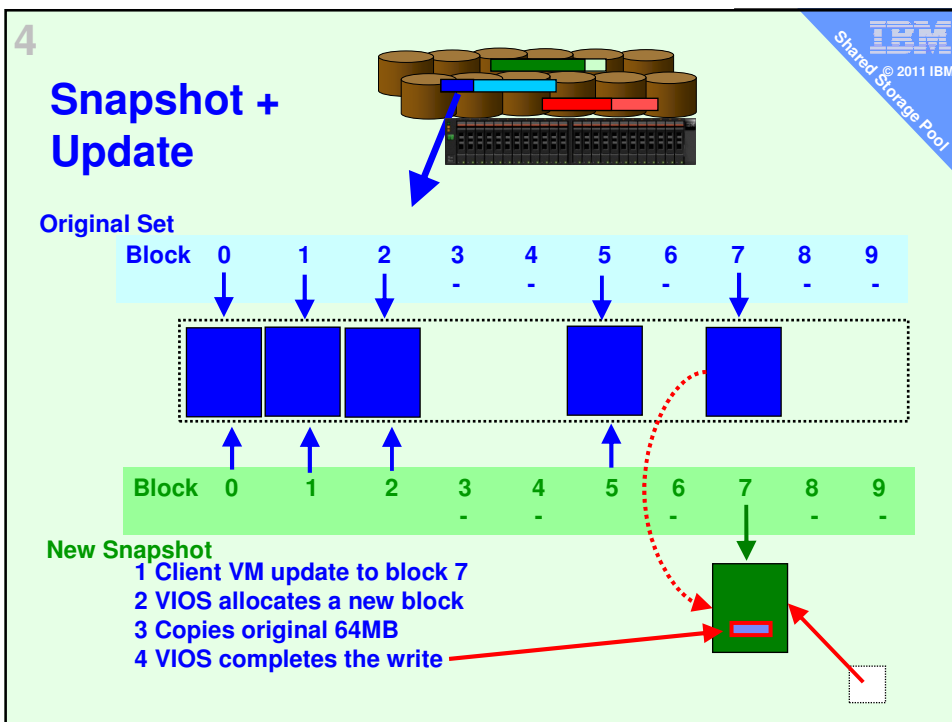 4
Snapshot +
Update
IBM
© 2011 IBM
Shared Storage Pool
Original Set
Block 0 1 2 3 4 5 6 7 8 9
- - - - -
Block 0 1 2 3 4 5 6 7 8 9
- - - - -
New Snapshot
1 Client VM update to block 7
2 VIOS allocates a new block
3 Copies original 64MB
4 VIOS completes the write